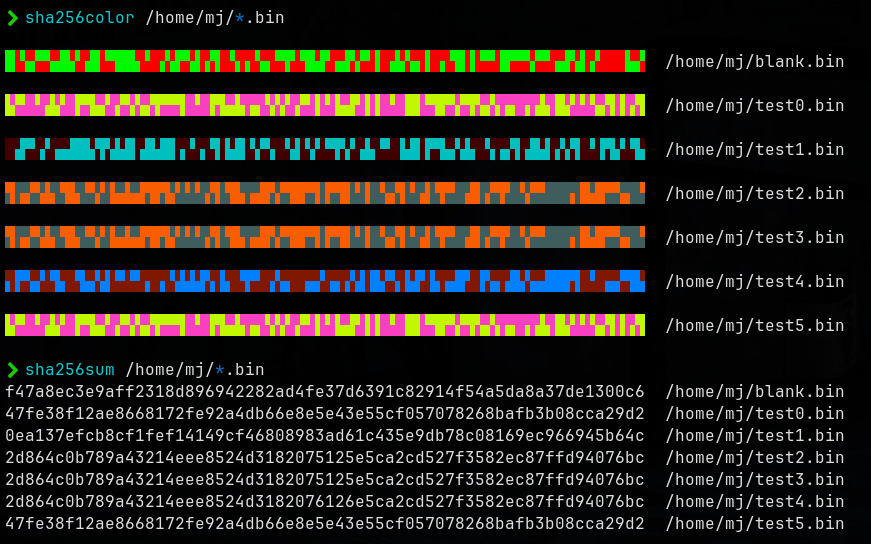 ❯ sha256color /home/mj/*.bin
/home/mj/blank.bin
/home/mj/test0.bin
/home/mj/test1.bin
/home/mj/test2.bin
/home/mj/test3.bin
/home/mj/test4.bin
/home/mj/test5.bin
❯ sha256sum /home/mj/*.bin
f47a8ec3e9aff2318d896942282ad4fe37d6391c82914f54a5da8a37de1300c6  /home/mj/blank.bin
47fe38f12ae8668172fe92a4db66e8e5e43e55cf057078268bafb3b08cca29d2  /home/mj/test0.bin
0ea137efcb8cf1fef14149cf46808983ad61c435e9db78c08169ec966945b64c  /home/mj/test1.bin
2d864c0b789a43214eee8524d3182075125e5ca2cd527f3582ec87ffd94076bc  /home/mj/test2.bin
2d864c0b789a43214eee8524d3182075125e5ca2cd527f3582ec87ffd94076bc  /home/mj/test3.bin
2d864c0b789a43214eee8524d3182076126e5ca2cd527f3582ec87ffd94076bc  /home/mj/test4.bin
47fe38f12ae8668172fe92a4db66e8e5e43e55cf057078268bafb3b08cca29d2  /home/mj/test5.bin